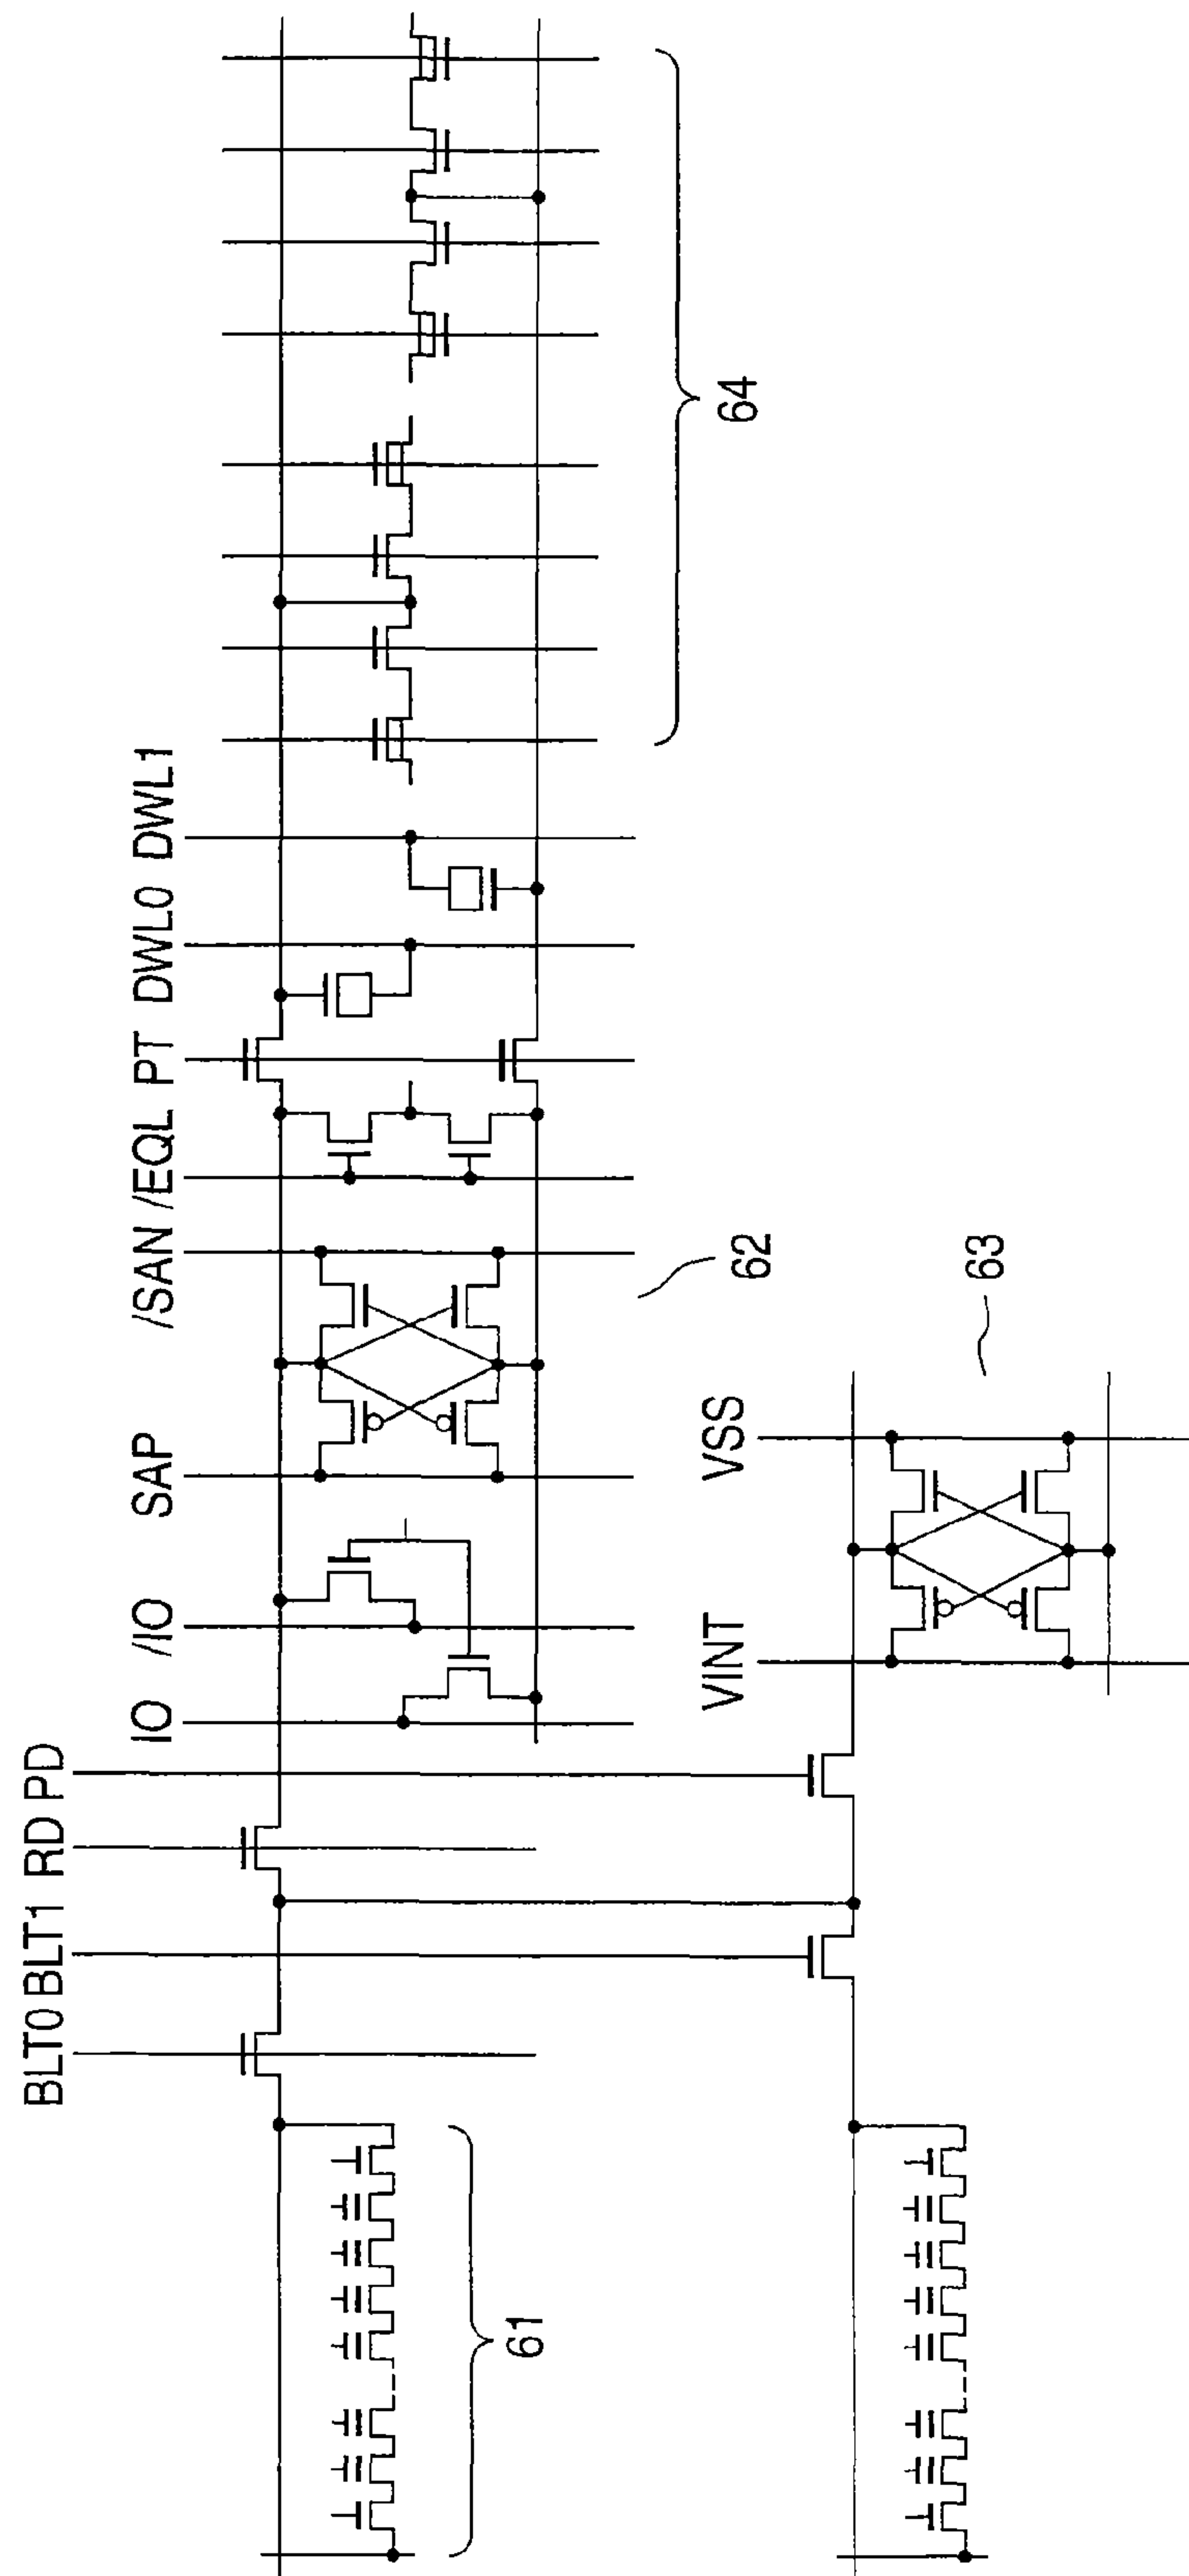 BLT0
BLT1
RD
PD
IO
/IO
SAP
/SAN
/EQL
PT
DWL0
DWL1
61
62
64
VINT
VSS
63